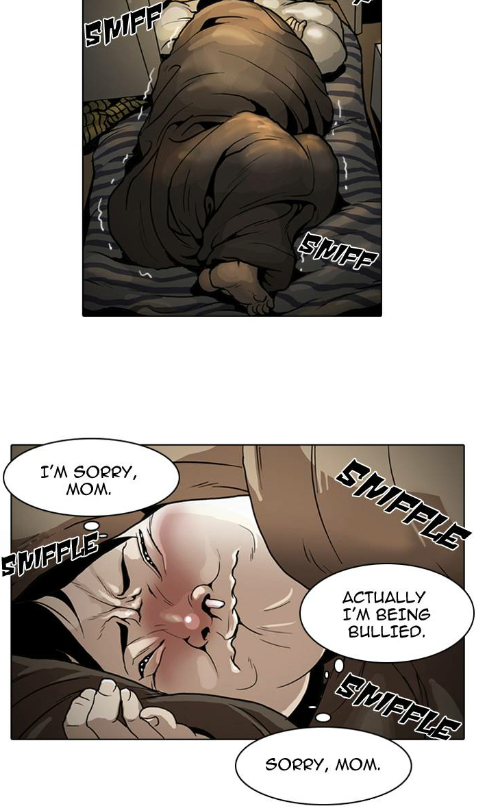 SNIFF
SNIFF
I'M SORRY,
MOM.
SNIFFLE
SNIFFLE
ACTUALLY
I'M BEING
BULLIED.
SNIFFLE
SORRY, MOM.